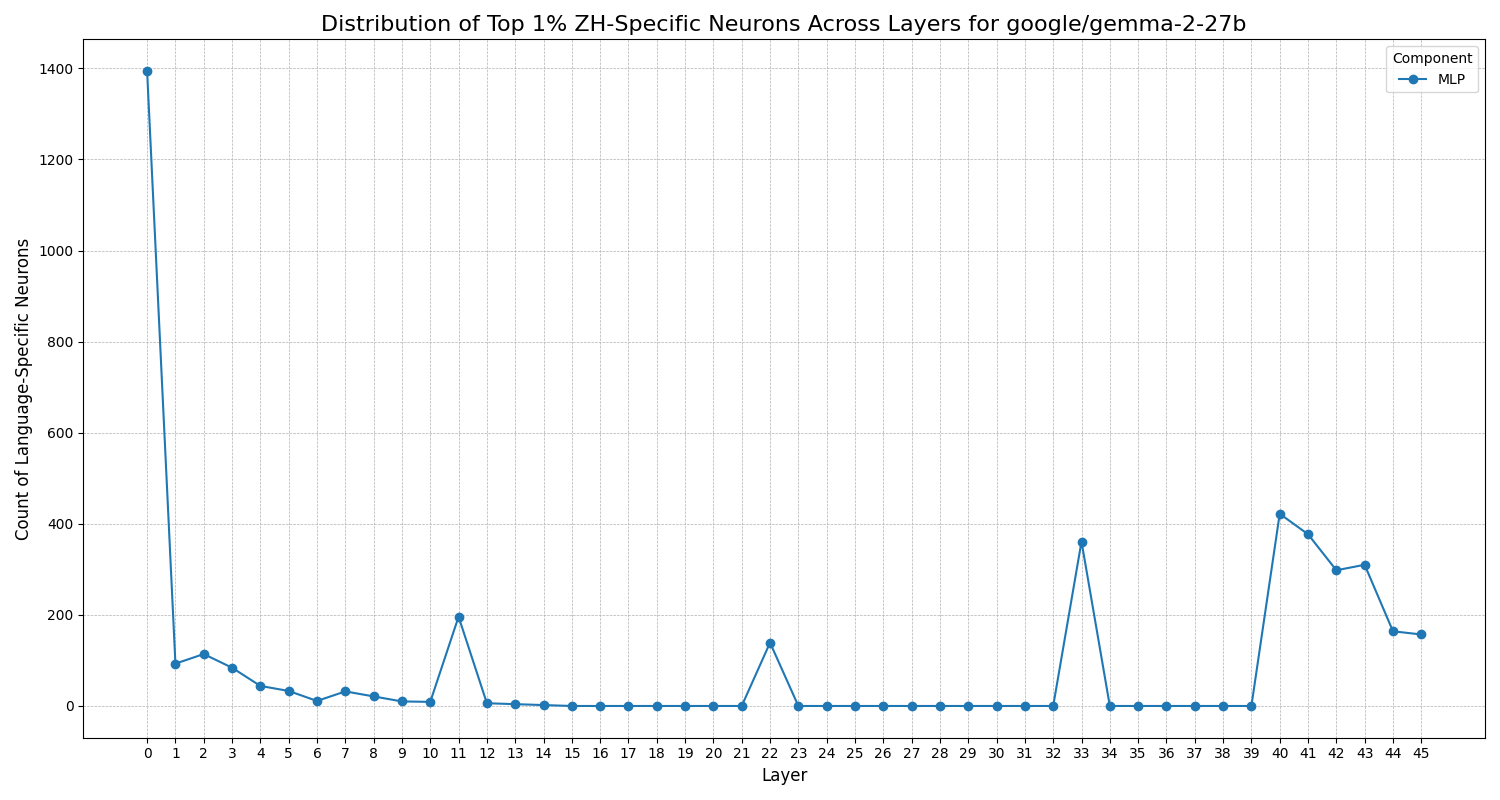 Distribution of Top 1% ZH-Specific Neurons Across Layers for google/gemma-2-27b
Component
MLP
1400
1200
1000
800
600
400
200
0
Count of Language-Specific Neurons
0 1 2 3 4 5 6 7 8 9 10 11 12 13 14 15 16 17 18 19 20 21 22 23 24 25 26 27 28 29 30 31 32 33 34 35 36 37 38 39 40 41 42 43 44 45
Layer